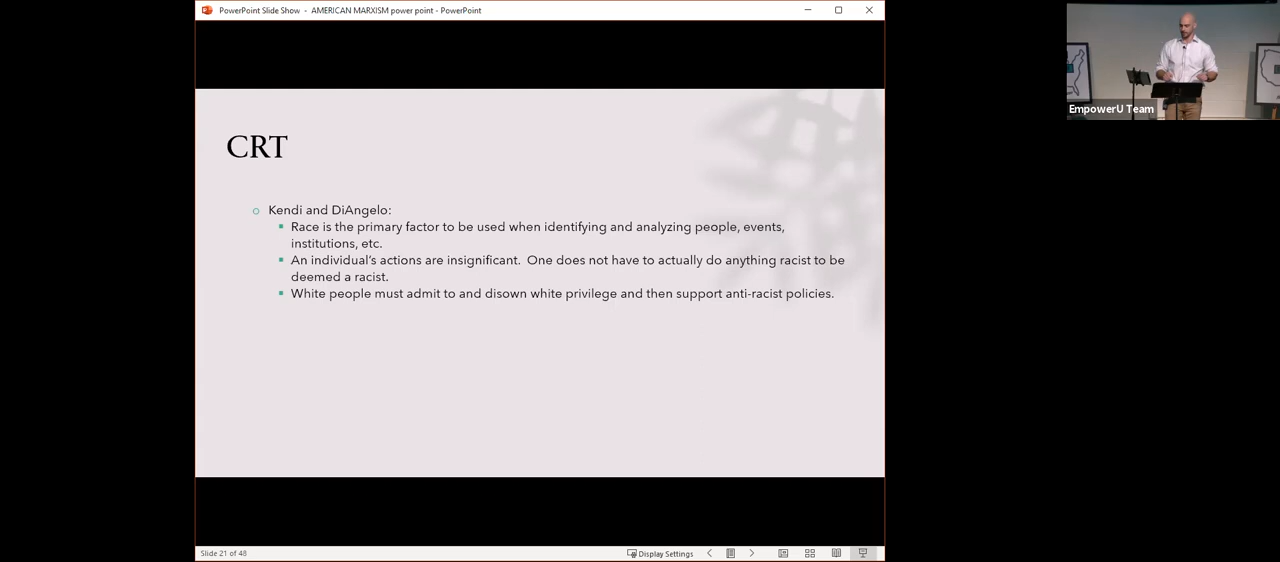 PowerPoint Slide Show - AMERICAN MARXISM power point - PowerPoint
EmpowerU Team
CRT
Kendi and DiAngelo:
Race is the primary factor to be used when identifying and analyzing people, events,
institutions, etc.
An individual's actions are insignificant. One does not have to actually do anything racist to be
deemed a racist.
White people must admit to and disown white privilege and then support anti-racist policies.
Slide 21 of 48
Display Settings